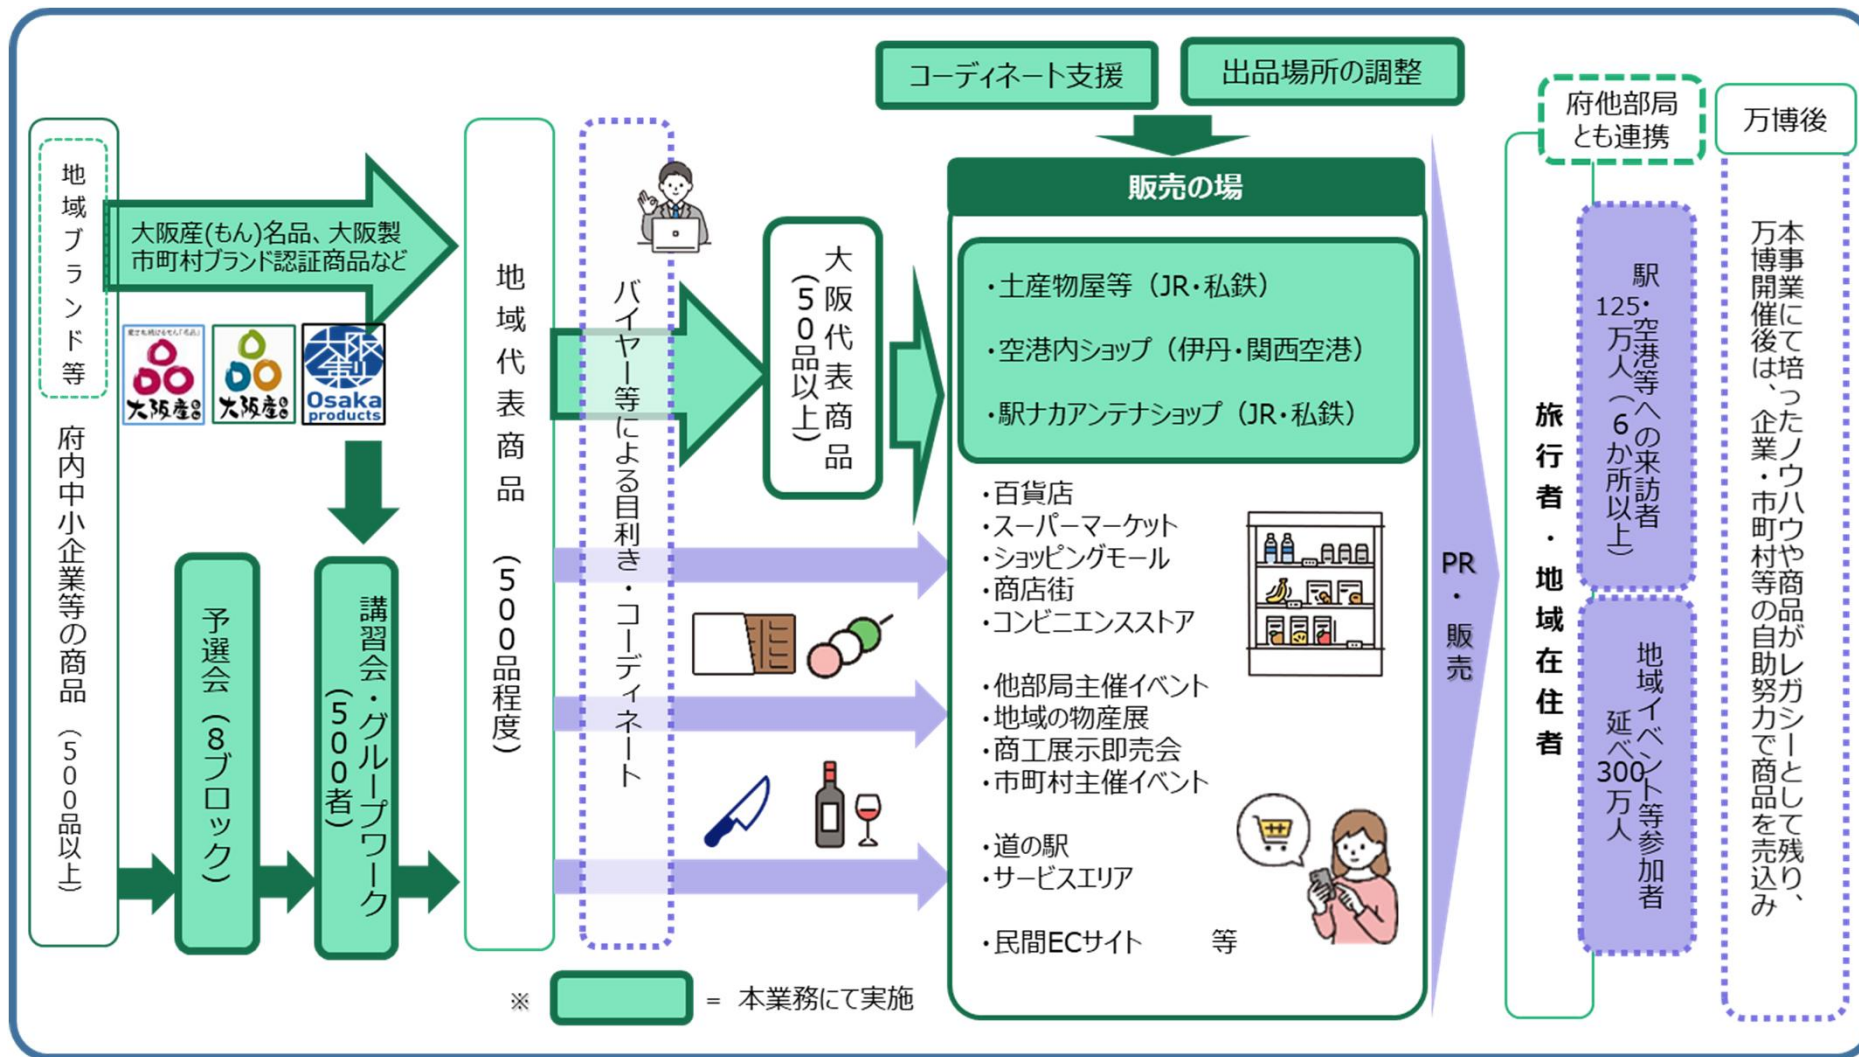 コーディネート支援
出品場所の調整
地域ブランド等
府内中小企業等の商品（500品以上）
大阪産(もん)名品、大阪製
市町村ブランド認証商品など
大阪産
大阪産
大阪製
Osaka
products
予選会（8ブロック）
講習会・グループワーク
（500者）
地域代表商品（500品程度）
バイヤー等による目利き・コーディネート
大阪代表商品
（50品以上）
販売の場
・土産物屋等（JR・私鉄）
・空港内ショップ（伊丹・関西空港）
・駅ナカアンテナショップ（JR・私鉄）
・百貨店
・スーパーマーケット
・ショッピングモール
・商店街
・コンビニエンスストア
・他部局主催イベント
・地域の物産展
・商工展示即売会
・市町村主催イベント
・道の駅
・サービスエリア
・民間ECサイト　　等
PR・販売
府他部局
とも連携
旅行者・地域在住者
駅・空港等への来訪者
125万人（6か所以上）
地域イベント等参加者
延べ300万人
万博後
本事業にて培ったノウハウや商品がレガシーとして残り、
万博開催後は、企業・市町村等の自助努力で商品を売込み
※　= 本業務にて実施